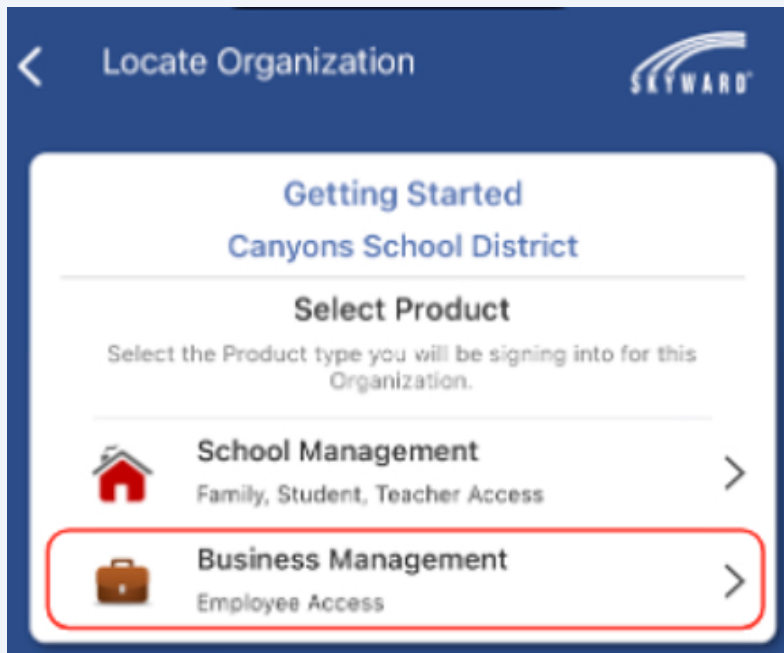 Locate Organization
SKYWARD
Getting Started
Canyons School District
Select Product
Select the Product type you will be signing into for this
Organization.
School Management
Family, Student, Teacher Access
Business Management
Employee Access